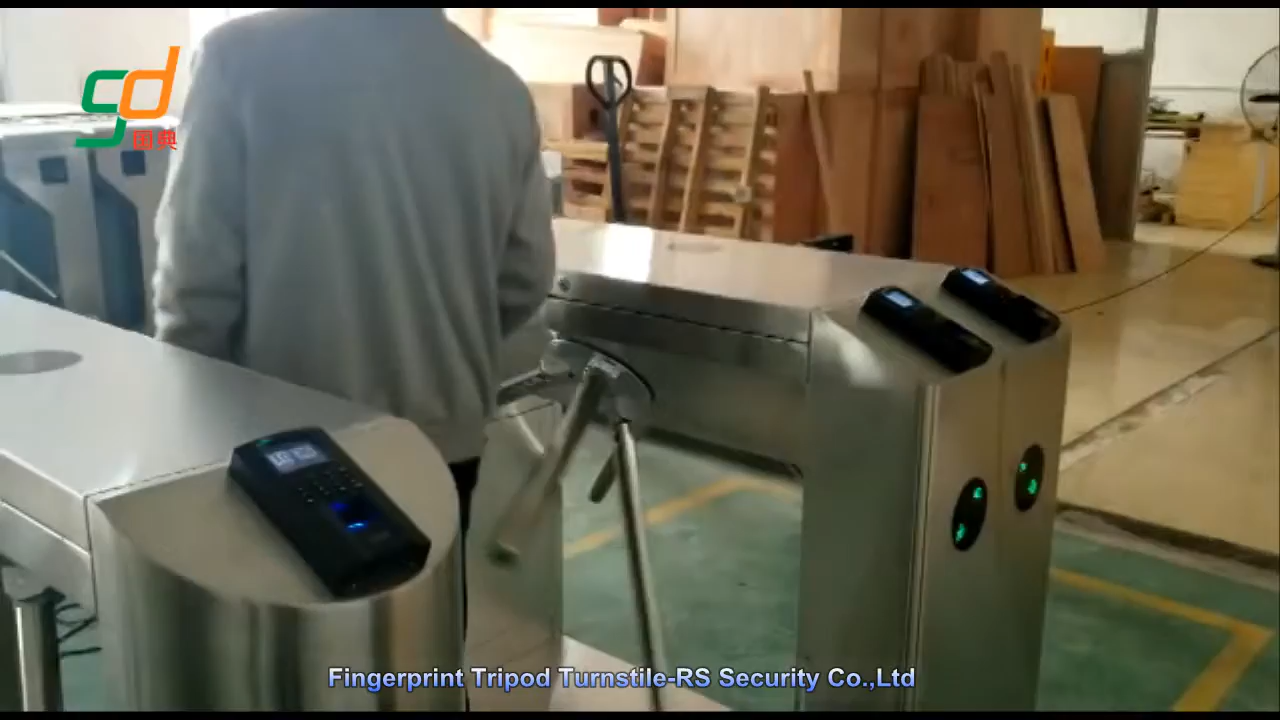 gd
国典
Fingerprint Tripod Turnstile-RS Security Co.,Ltd